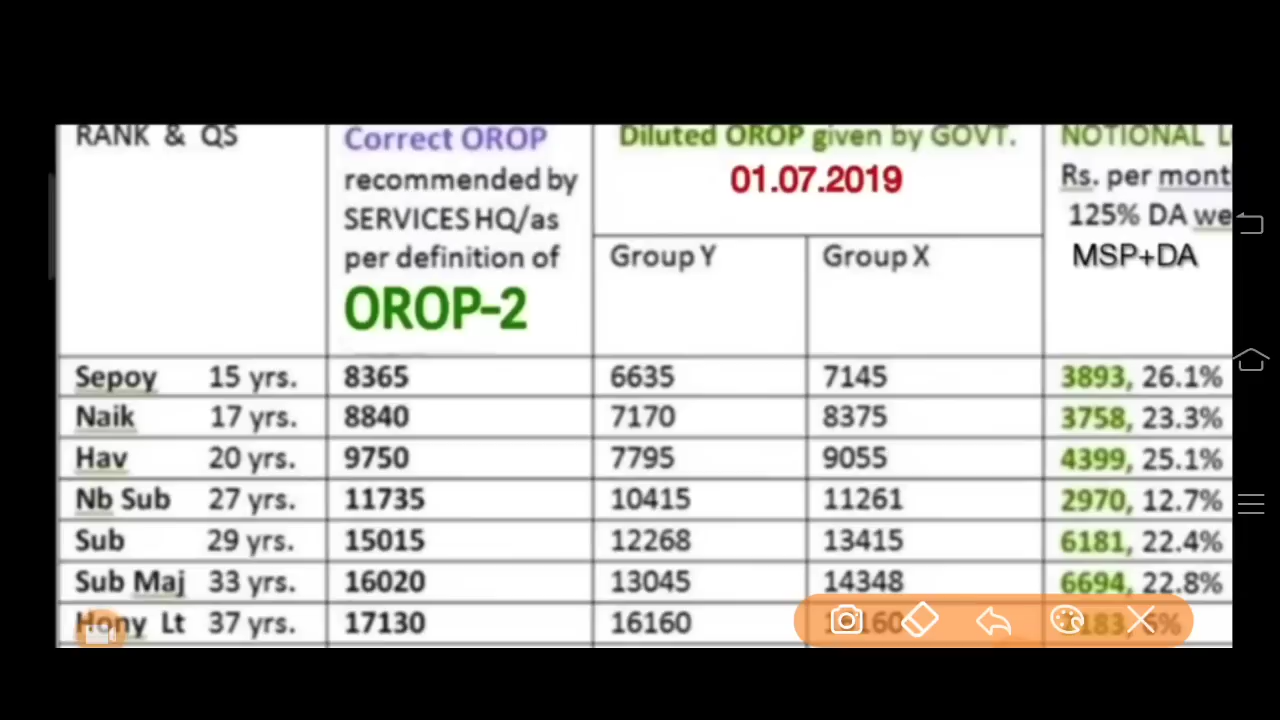 RANK & QS
Correct OROP
recommended by
SERVICES HQ/as
per definition of
OROP-2
Diluted OROP given by GOVT.
01.07.2019
Group Y
Group X
NOTIONAL
Rs. per
125% DA
MSP+DA
Sepoy 15 yrs. 8365 6635 7145 3893, 26.1%
Naik 17 yrs. 8840 7170 8375 3758, 23.3%
Hav 20 yrs. 9750 7795 9055 4399, 25.1%
Nb Sub 27 yrs. 11735 10415 11261 2970, 12.7%
Sub 29 yrs. 15015 12268 13415 6181, 22.4%
Sub Maj 33 yrs. 16020 13045 14348 6694, 22.8%
Hony Lt 37 yrs. 17130 16160